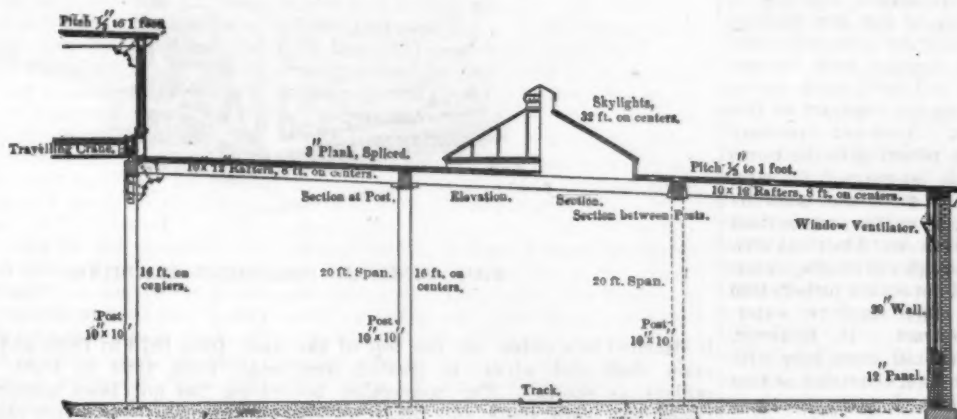 Pitch ½" to 1 foot.
Skylights,
32 ft. on centers.
Travelling Crane.
3" Plank, Spliced.
10 × 12" Rafters, 8 ft. on centers.
Pitch ½" to 1 foot.
10 × 12 Rafters, 8 ft. on centers.
Section at Post.
Elevation.
Section.
Section between Posts.
Window Ventilator.
16 ft. on
centers.
20 ft. Span.
16 ft. on
centers.
20 ft. Span.
Post
10" × 10"
Post
10" × 10"
Post
10" × 10"
20" Wall.
12" Panel.
Track.